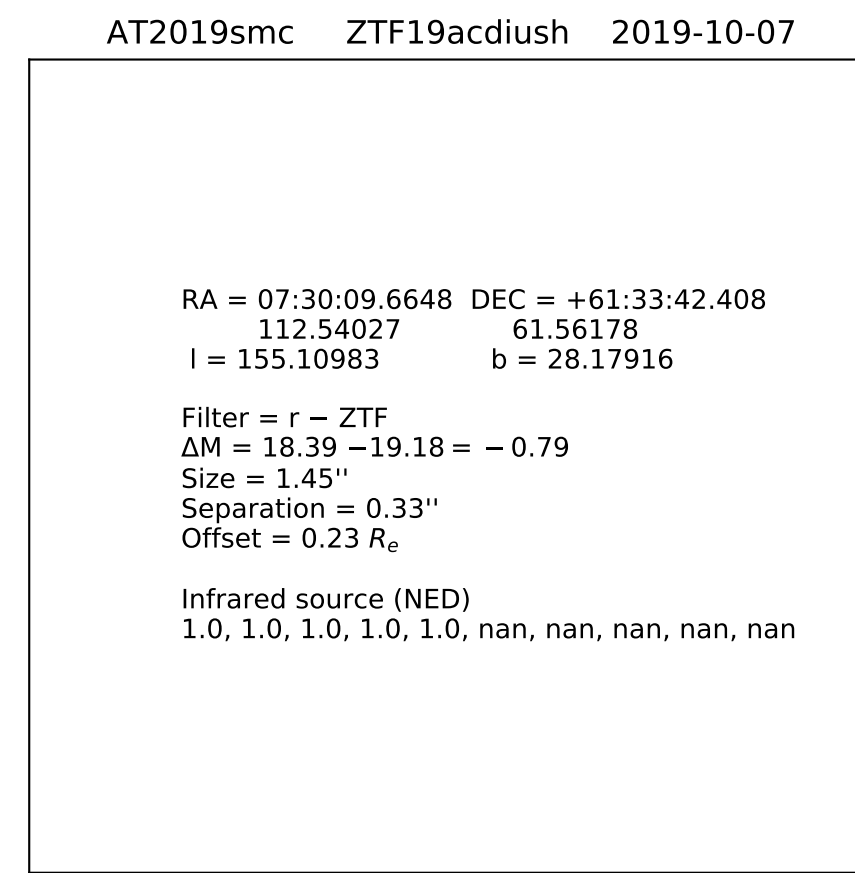 AT2019smc ZTF19acdiush 2019-10-07
RA = 07:30:09.6648 DEC = +61:33:42.408
112.54027 61.56178
l = 155.10983 b = 28.17916
Filter = r − ZTF
ΔM = 18.39 −19.18 = − 0.79
Size = 1.45''
Separation = 0.33''
Offset = 0.23 Re
Infrared source (NED)
1.0, 1.0, 1.0, 1.0, 1.0, nan, nan, nan, nan, nan